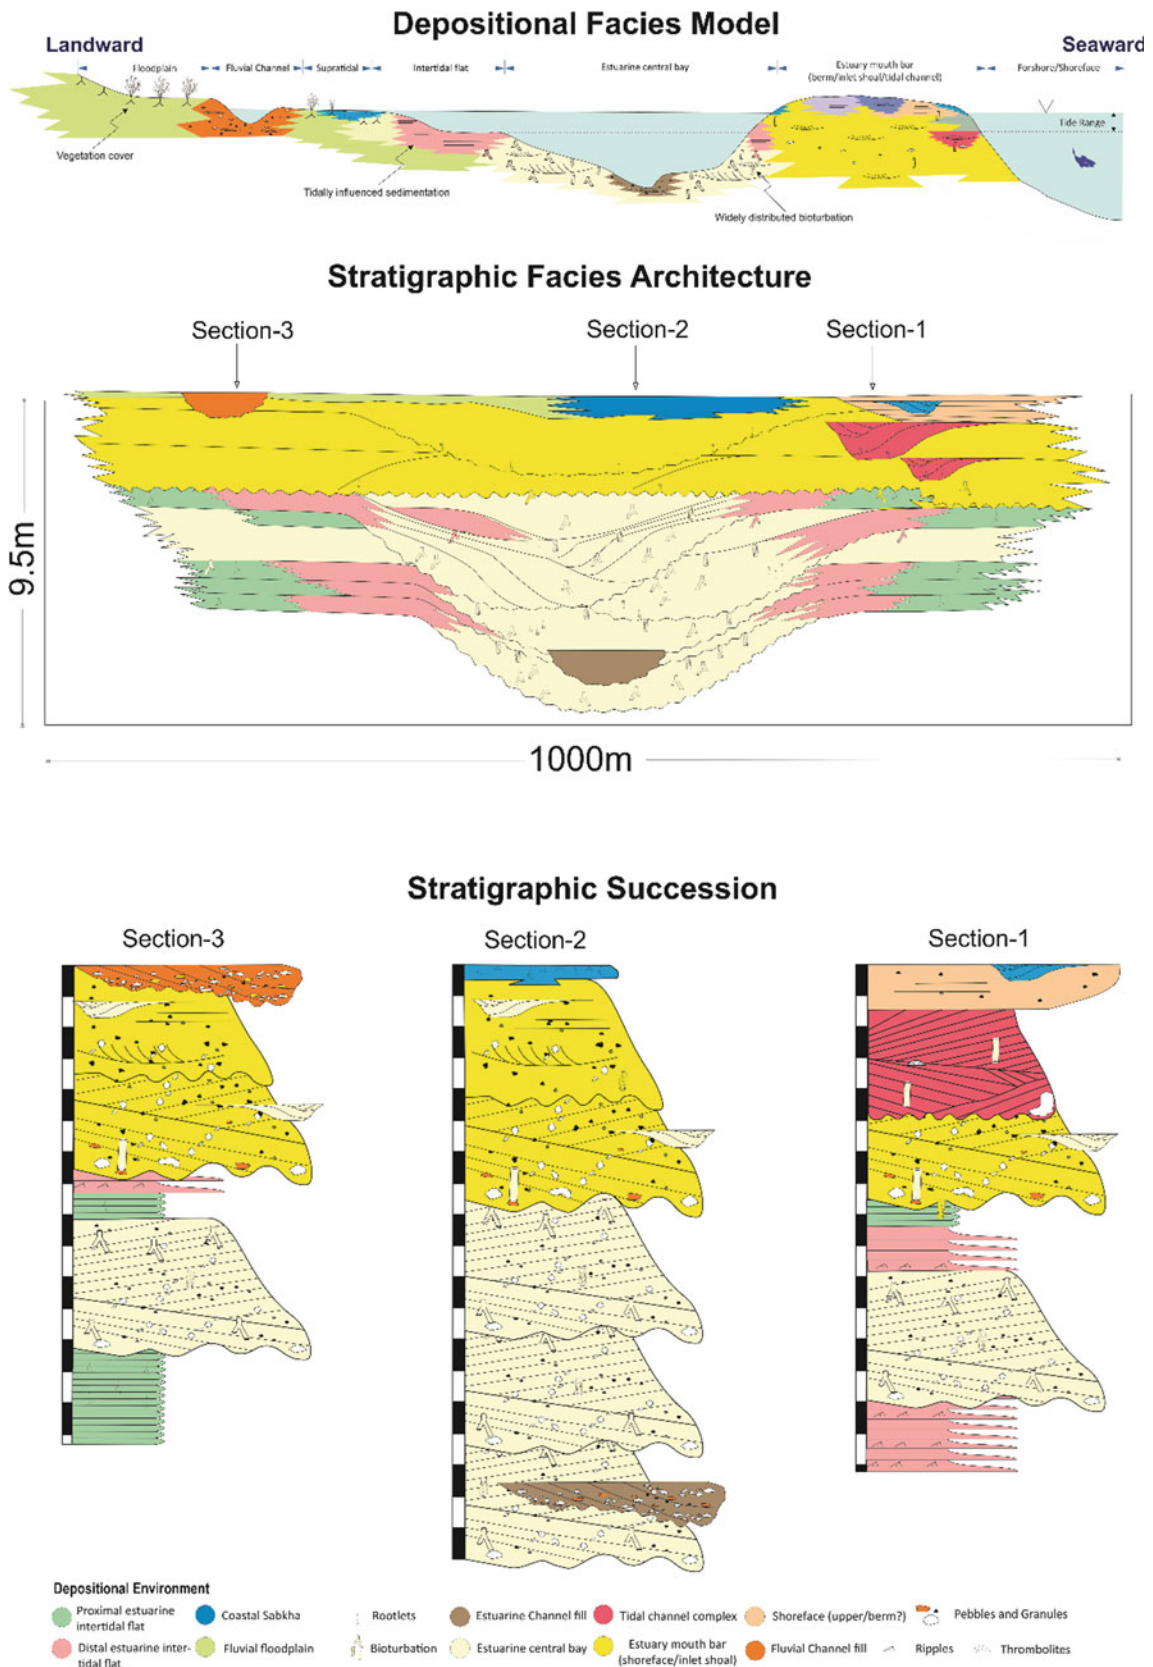 Depositional Facies Model
Landward
Seaward
Floodplain
Fluvial Channel
Supratidal
Intertidal flat
Estuarine central bay
Estuary mouth bar
(berm/inlet shoal/tidal channel)
Forshore/Shoreface
Tide Range
Vegetation cover
Tidally influenced sedimentation
Widely distributed bioturbation
Stratigraphic Facies Architecture
Section-3
Section-2
Section-1
9.5m
1000m
Stratigraphic Succession
Section-3
Section-2
Section-1
Depositional Environment
Proximal estuarine
intertidal flat
Coastal Sabkha
Rootlets
Estuarine Channel fill
Tidal channel complex
Shoreface (upper/berm?)
Pebbles and Granules
Distal estuarine inter-
tidal flat
Fluvial floodplain
Bioturbation
Estuarine central bay
Estuary mouth bar
(shoreface/inlet shoal)
Fluvial Channel fill
Ripples
Thrombolites